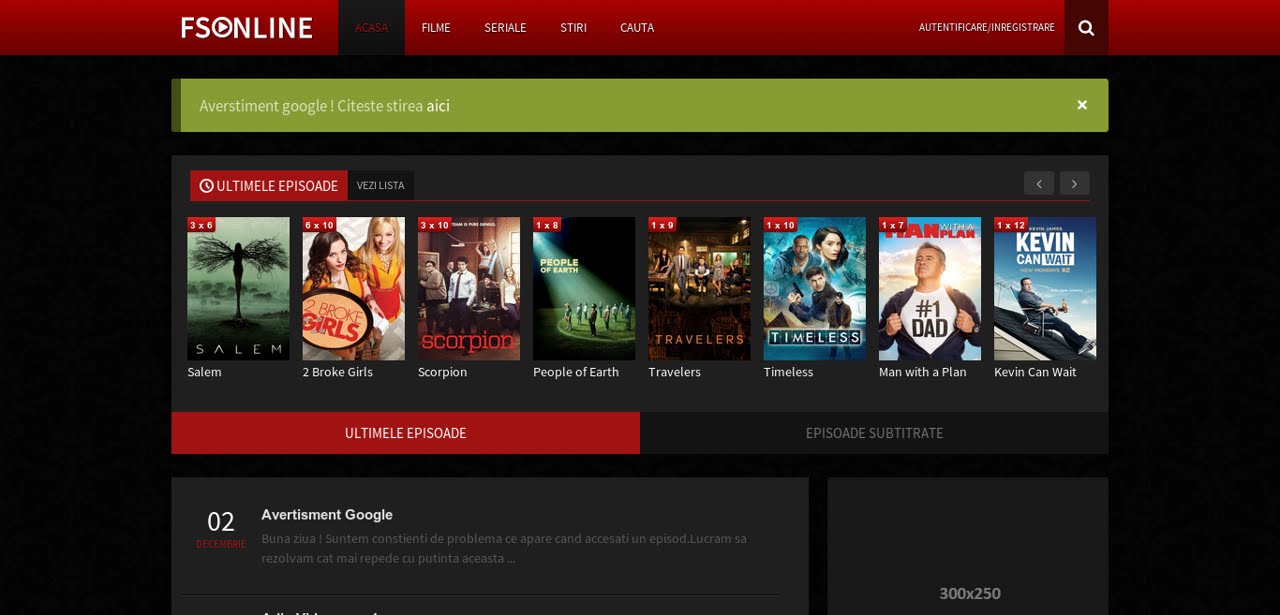 FSONLINE
ACASA
FILME
SERIALE
STIRI
CAUTA
AUTENTIFICARE/INREGISTRARE
Averstiment google ! Citeste stirea aici
ULTIMELE EPISOADE
VEZI LISTA
3 x 6
6 x 10
3 x 10
1 x 8
1 x 9
1 x 10
1 x 7
1 x 12
SALEM
2 BROKE
GIRLS
TEAM IS PURE GENIUS.
scorpion
PEOPLE
OF EARTH
TRAVELERS
TIMELESS
MAN WITH A
PLAN
#1
DAD
KEVIN JAMES
KEVIN
CAN WAIT
NEW MONDAYS 8/7c
Salem
2 Broke Girls
Scorpion
People of Earth
Travelers
Timeless
Man with a Plan
Kevin Can Wait
ULTIMELE EPISOADE
EPISOADE SUBTITRATE
02
DECEMBRIE
Avertisment Google
Buna ziua ! Suntem constienti de problema ce apare cand accesati un episod.Lucram sa
rezolvam cat mai repede cu putinta aceasta ...
300x250